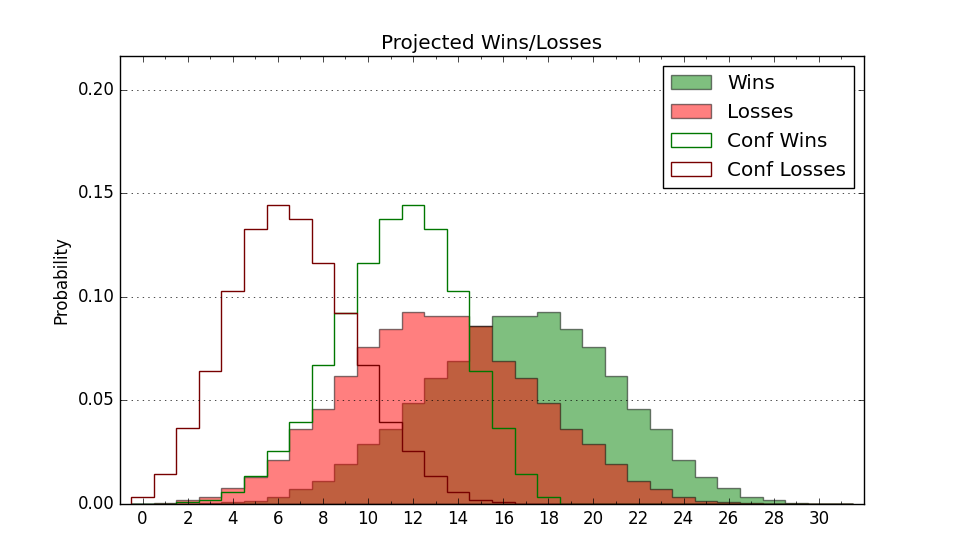 Projected Wins/Losses
Wins
Losses
Conf Wins
Conf Losses
Probability
0.20
0.15
0.10
0.05
0.00
0 2 4 6 8 10 12 14 16 18 20 22 24 26 28 30